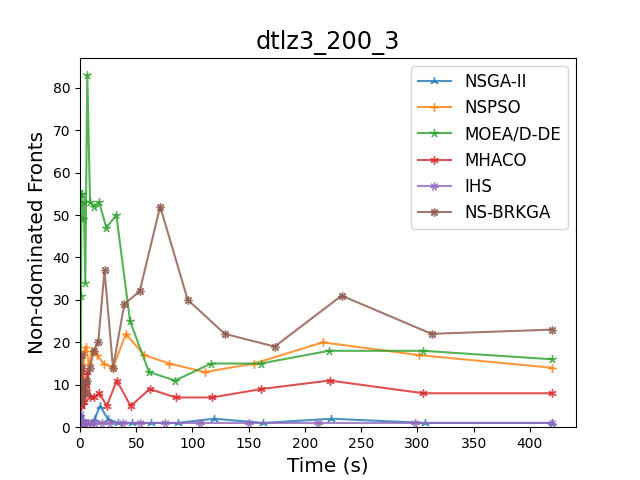 dtlz3_200_3
NSGA-II
NSPSO
MOEA/D-DE
MHACO
IHS
NS-BRKGA
Non-dominated Fronts
80
70
60
50
40
30
20
10
0
0 50 100 150 200 250 300 350 400
Time (s)